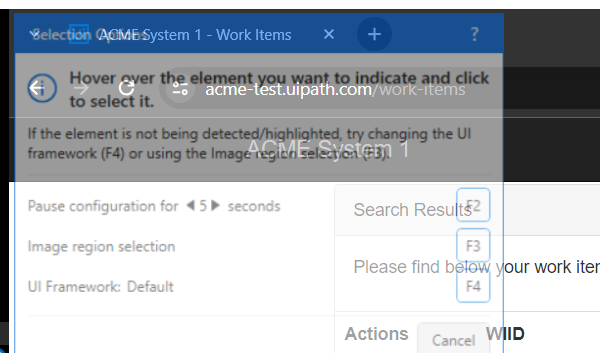 Selection Options
ACME System 1 - Work Items
?
Hover over the element you want to indicate and click
to select it.
acme-test.uipath.com/work-items
If the element is not being detected/highlighted, try changing the UI
framework (F4) or using the Image region selection (F3).
ACME System 1
Pause configuration for 5 seconds
F2
Search Results
Image region selection
F3
Please find below your work iter
UI Framework: Default
F4
Actions
Cancel
WIID